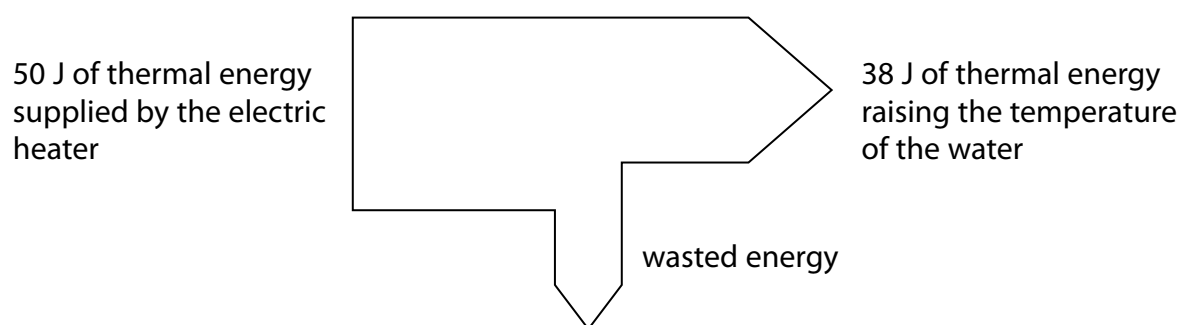 50 J of thermal energy
supplied by the electric
heater
38 J of thermal energy
raising the temperature
of the water
wasted energy